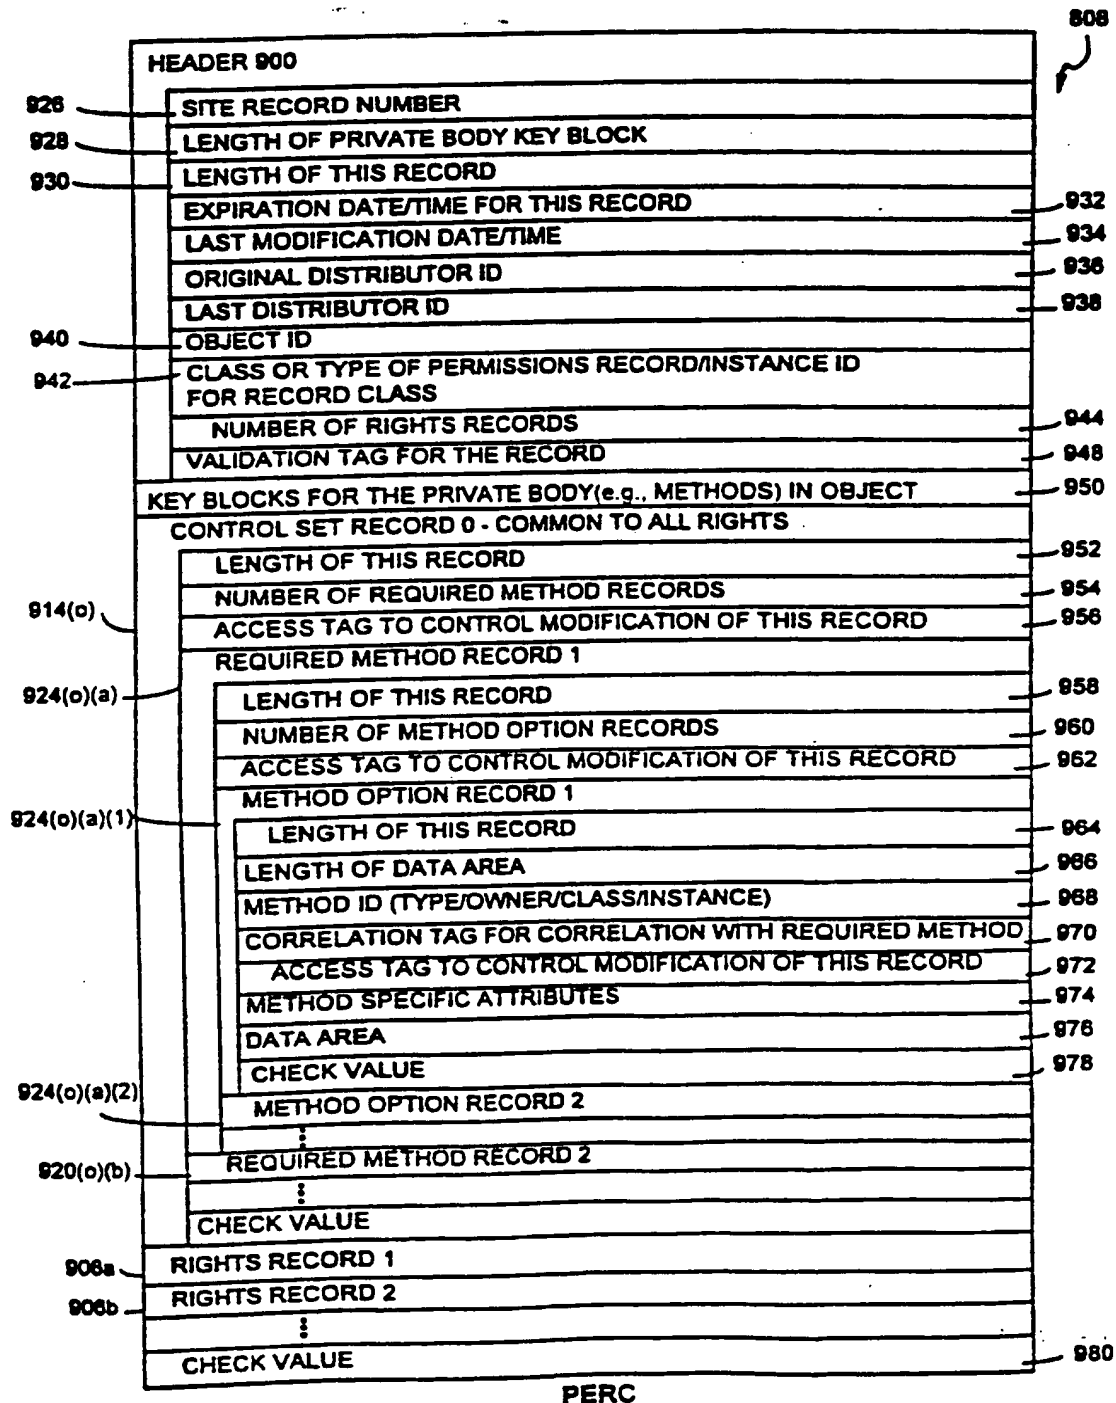 808
HEADER 900
926 SITE RECORD NUMBER
928 LENGTH OF PRIVATE BODY KEY BLOCK
930 LENGTH OF THIS RECORD
EXPIRATION DATE/TIME FOR THIS RECORD 932
LAST MODIFICATION DATE/TIME 934
ORIGINAL DISTRIBUTOR ID 936
LAST DISTRIBUTOR ID 938
940 OBJECT ID
942 CLASS OR TYPE OF PERMISSIONS RECORD/INSTANCE ID
FOR RECORD CLASS
NUMBER OF RIGHTS RECORDS 944
VALIDATION TAG FOR THE RECORD 948
KEY BLOCKS FOR THE PRIVATE BODY(e.g., METHODS) IN OBJECT 950
CONTROL SET RECORD 0 - COMMON TO ALL RIGHTS
LENGTH OF THIS RECORD 952
NUMBER OF REQUIRED METHOD RECORDS 954
914(o) ACCESS TAG TO CONTROL MODIFICATION OF THIS RECORD 956
REQUIRED METHOD RECORD 1
924(o)(a) LENGTH OF THIS RECORD 958
NUMBER OF METHOD OPTION RECORDS 960
ACCESS TAG TO CONTROL MODIFICATION OF THIS RECORD 962
METHOD OPTION RECORD 1
924(o)(a)(1) LENGTH OF THIS RECORD 964
LENGTH OF DATA AREA 966
METHOD ID (TYPE/OWNER/CLASS/INSTANCE) 968
CORRELATION TAG FOR CORRELATION WITH REQUIRED METHOD 970
ACCESS TAG TO CONTROL MODIFICATION OF THIS RECORD 972
METHOD SPECIFIC ATTRIBUTES 974
DATA AREA 976
CHECK VALUE 978
924(o)(a)(2) METHOD OPTION RECORD 2
920(o)(b) REQUIRED METHOD RECORD 2
CHECK VALUE
906a RIGHTS RECORD 1
906b RIGHTS RECORD 2
CHECK VALUE 980
PERC